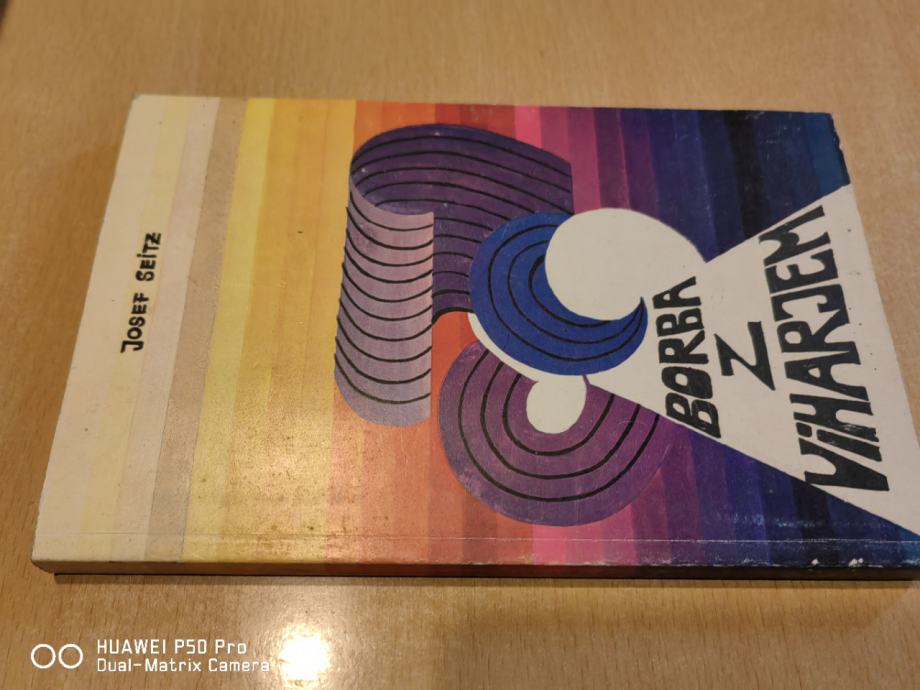 JOSEF SEITZ
BORBA
Z
ViHARJEM
HUAWEI P50 Pro
Dual-Matrix Camera